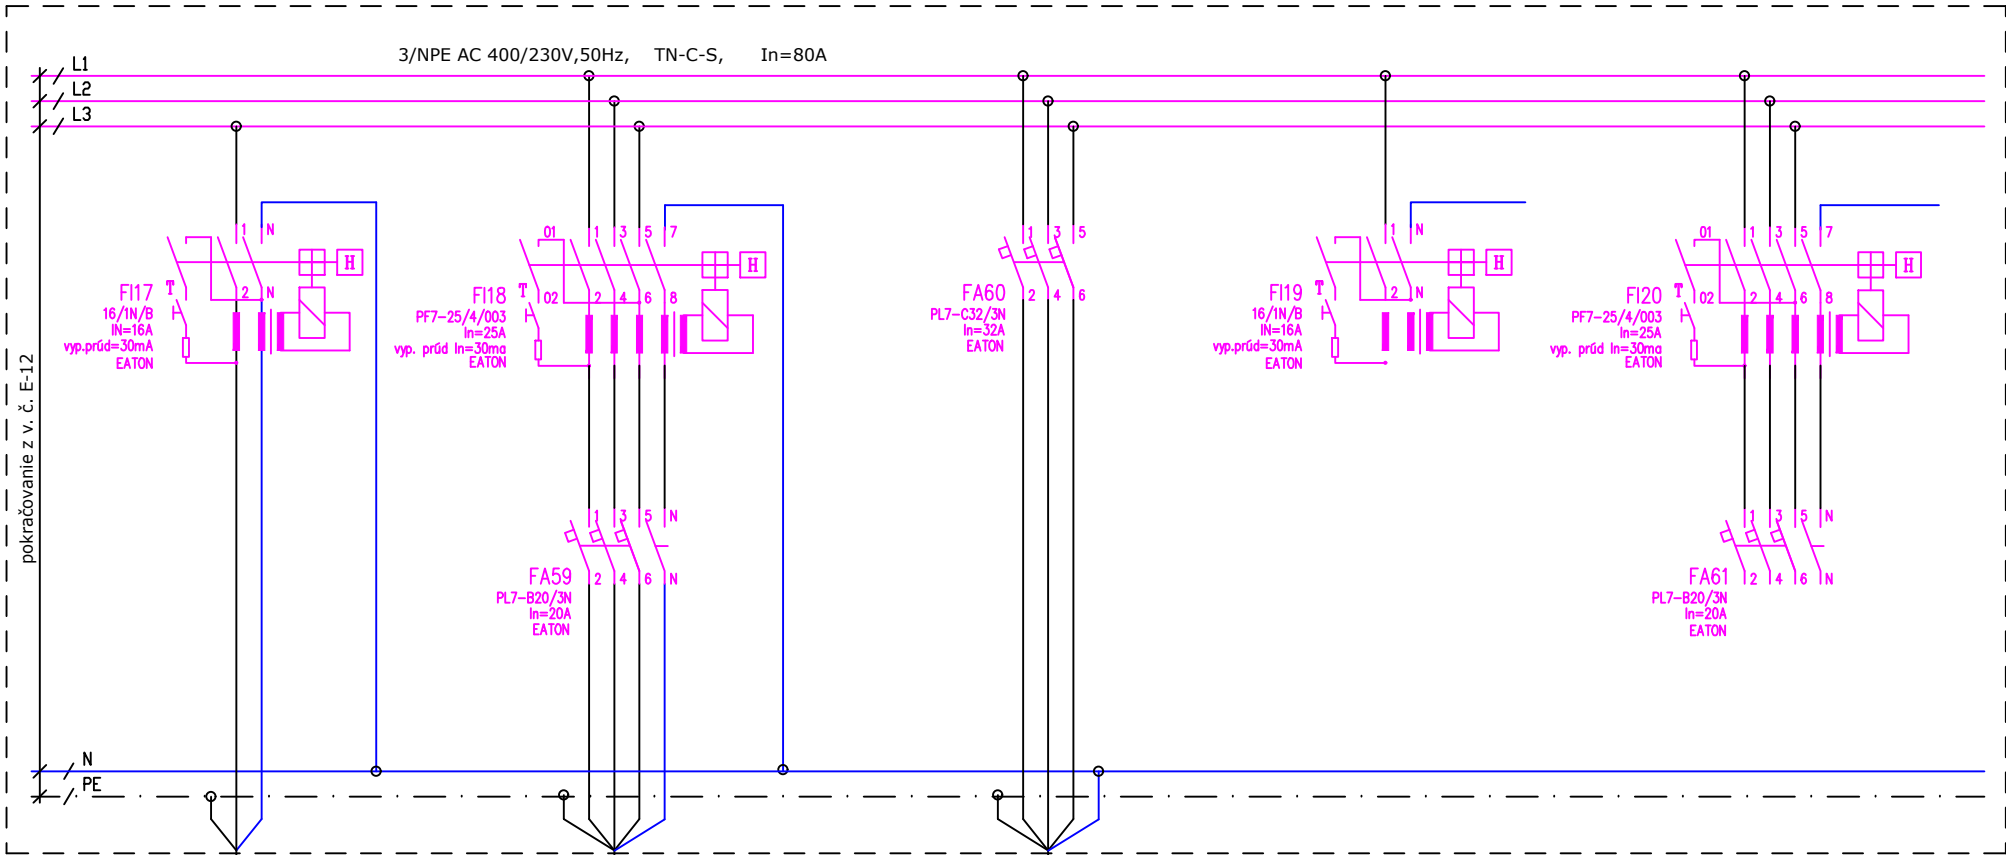 3/NPE AC 400/230V,50Hz, TN-C-S, In=80A
L1
L2
L3
pokračovanie z v. č. E-12
1 N
H
T
2 N
FI17
16/1N/B
IN=16A
vyp.prúd=30mA
EATON
01 1 3 5 7
H
T
02 2 4 6 8
FI18
PF7-25/4/003
In=25A
vyp. prúd In=30ma
EATON
1 3 5 N
2 4 6 N
FA59
PL7-B20/3N
In=20A
EATON
1 3 5
2 4 6
FA60
PL7-C32/3N
In=32A
EATON
1 N
H
T
2 N
FI19
16/1N/B
IN=16A
vyp.prúd=30mA
EATON
01 1 3 5 7
H
T
02 2 4 6 8
FI20
PF7-25/4/003
In=25A
vyp. prúd In=30ma
EATON
1 3 5 N
2 4 6 N
FA61
PL7-B20/3N
In=20A
EATON
N
PE